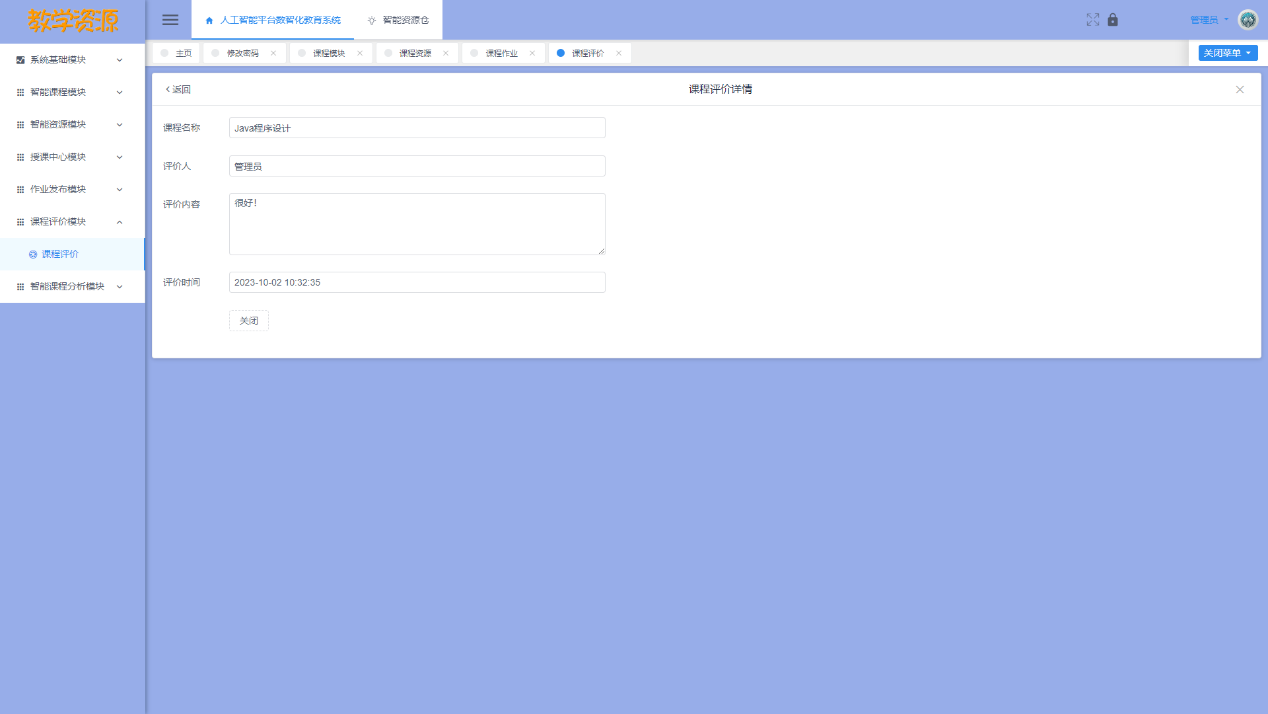 教学资源
人工智能平台数智化教育系统
智能资源仓
管理员
主页
修改密码
课程模块
课程资源
课程作业
课程评价
关闭菜单
系统基础模块
智能课程模块
智能资源模块
授课中心模块
作业发布模块
课程评价模块
课程评价
智能课程分析模块
返回
课程评价详情
课程名称 Java程序设计
评价人 管理员
评价内容 很好!
评价时间 2023-10-02 10:32:35
关闭